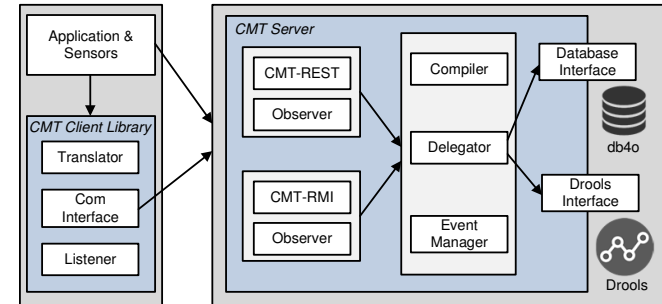 Application &
Sensors
CMT Client Library
Translator
Com
Interface
Listener
CMT Server
CMT-REST
Observer
CMT-RMI
Observer
Compiler
Delegator
Event
Manager
Database
Interface
db4o
Drools
Interface
Drools